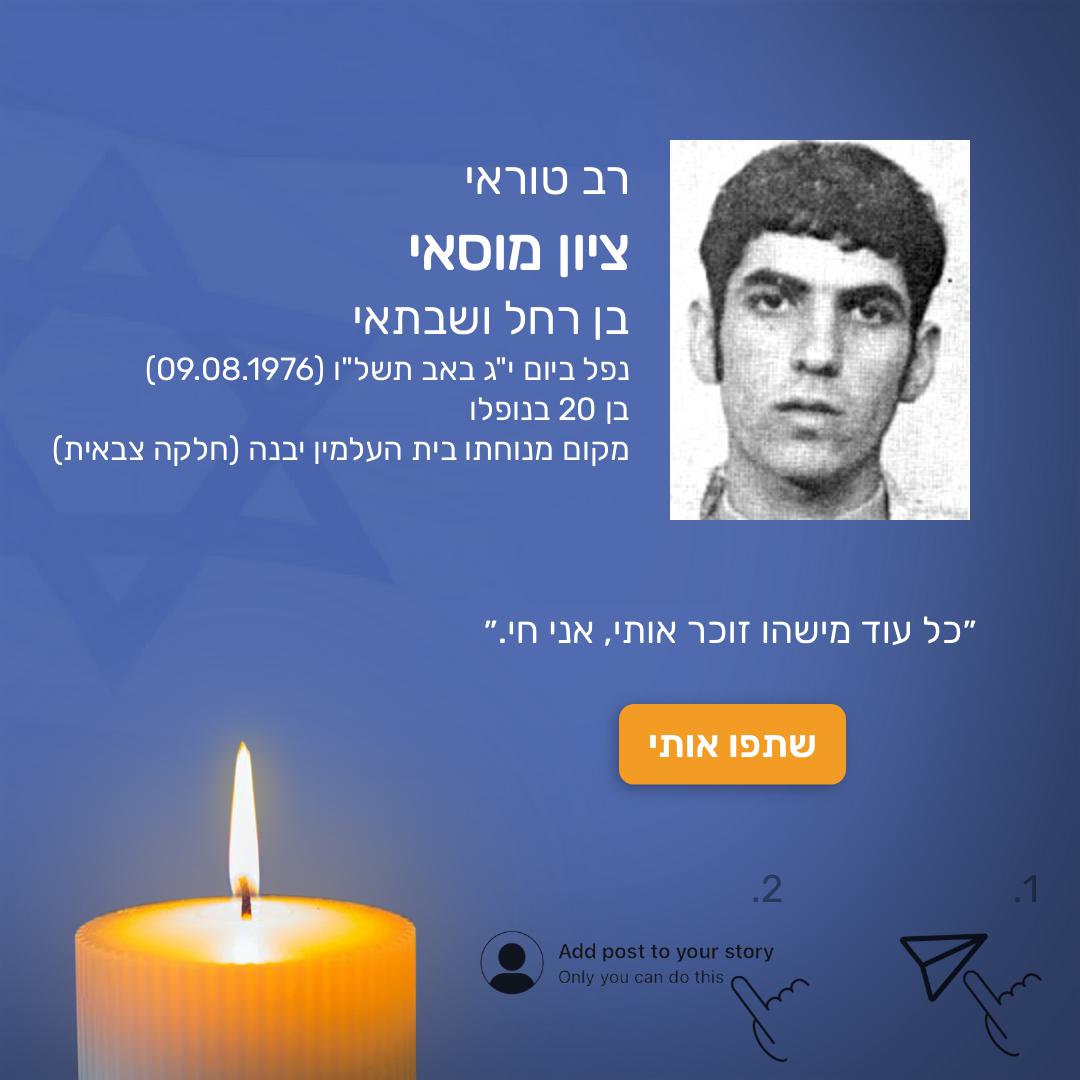 רב טוראי
ציון מוסאי
בן רחל ושבתאי
נפל ביום י"ג באב תשל"ו (09.08.1976)
בן 20 בנופלו
מקום מנוחתו בית העלמין יבנה (חלקה צבאית)
״כל עוד מישהו זוכר אותי, אני חי.״
שתפו אותי
1.
2.
Add post to your story
Only you can do this